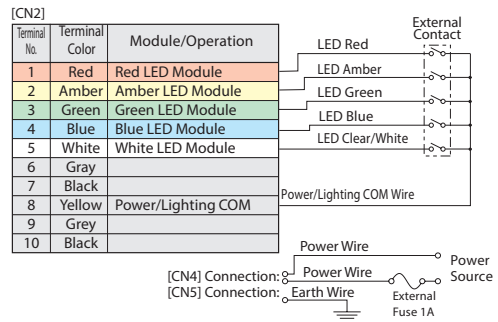 [CN2]
Terminal No. Terminal Color Module/Operation
1 Red Red LED Module
2 Amber Amber LED Module
3 Green Green LED Module
4 Blue Blue LED Module
5 White White LED Module
6 Gray
7 Black
8 Yellow Power/Lighting COM
9 Grey
10 Black
External Contact
LED Red
LED Amber
LED Green
LED Blue
LED Clear/White
Power/Lighting COM Wire
Power Wire
[CN4] Connection: Power Wire
[CN5] Connection: Earth Wire
Power Source
External Fuse 1A